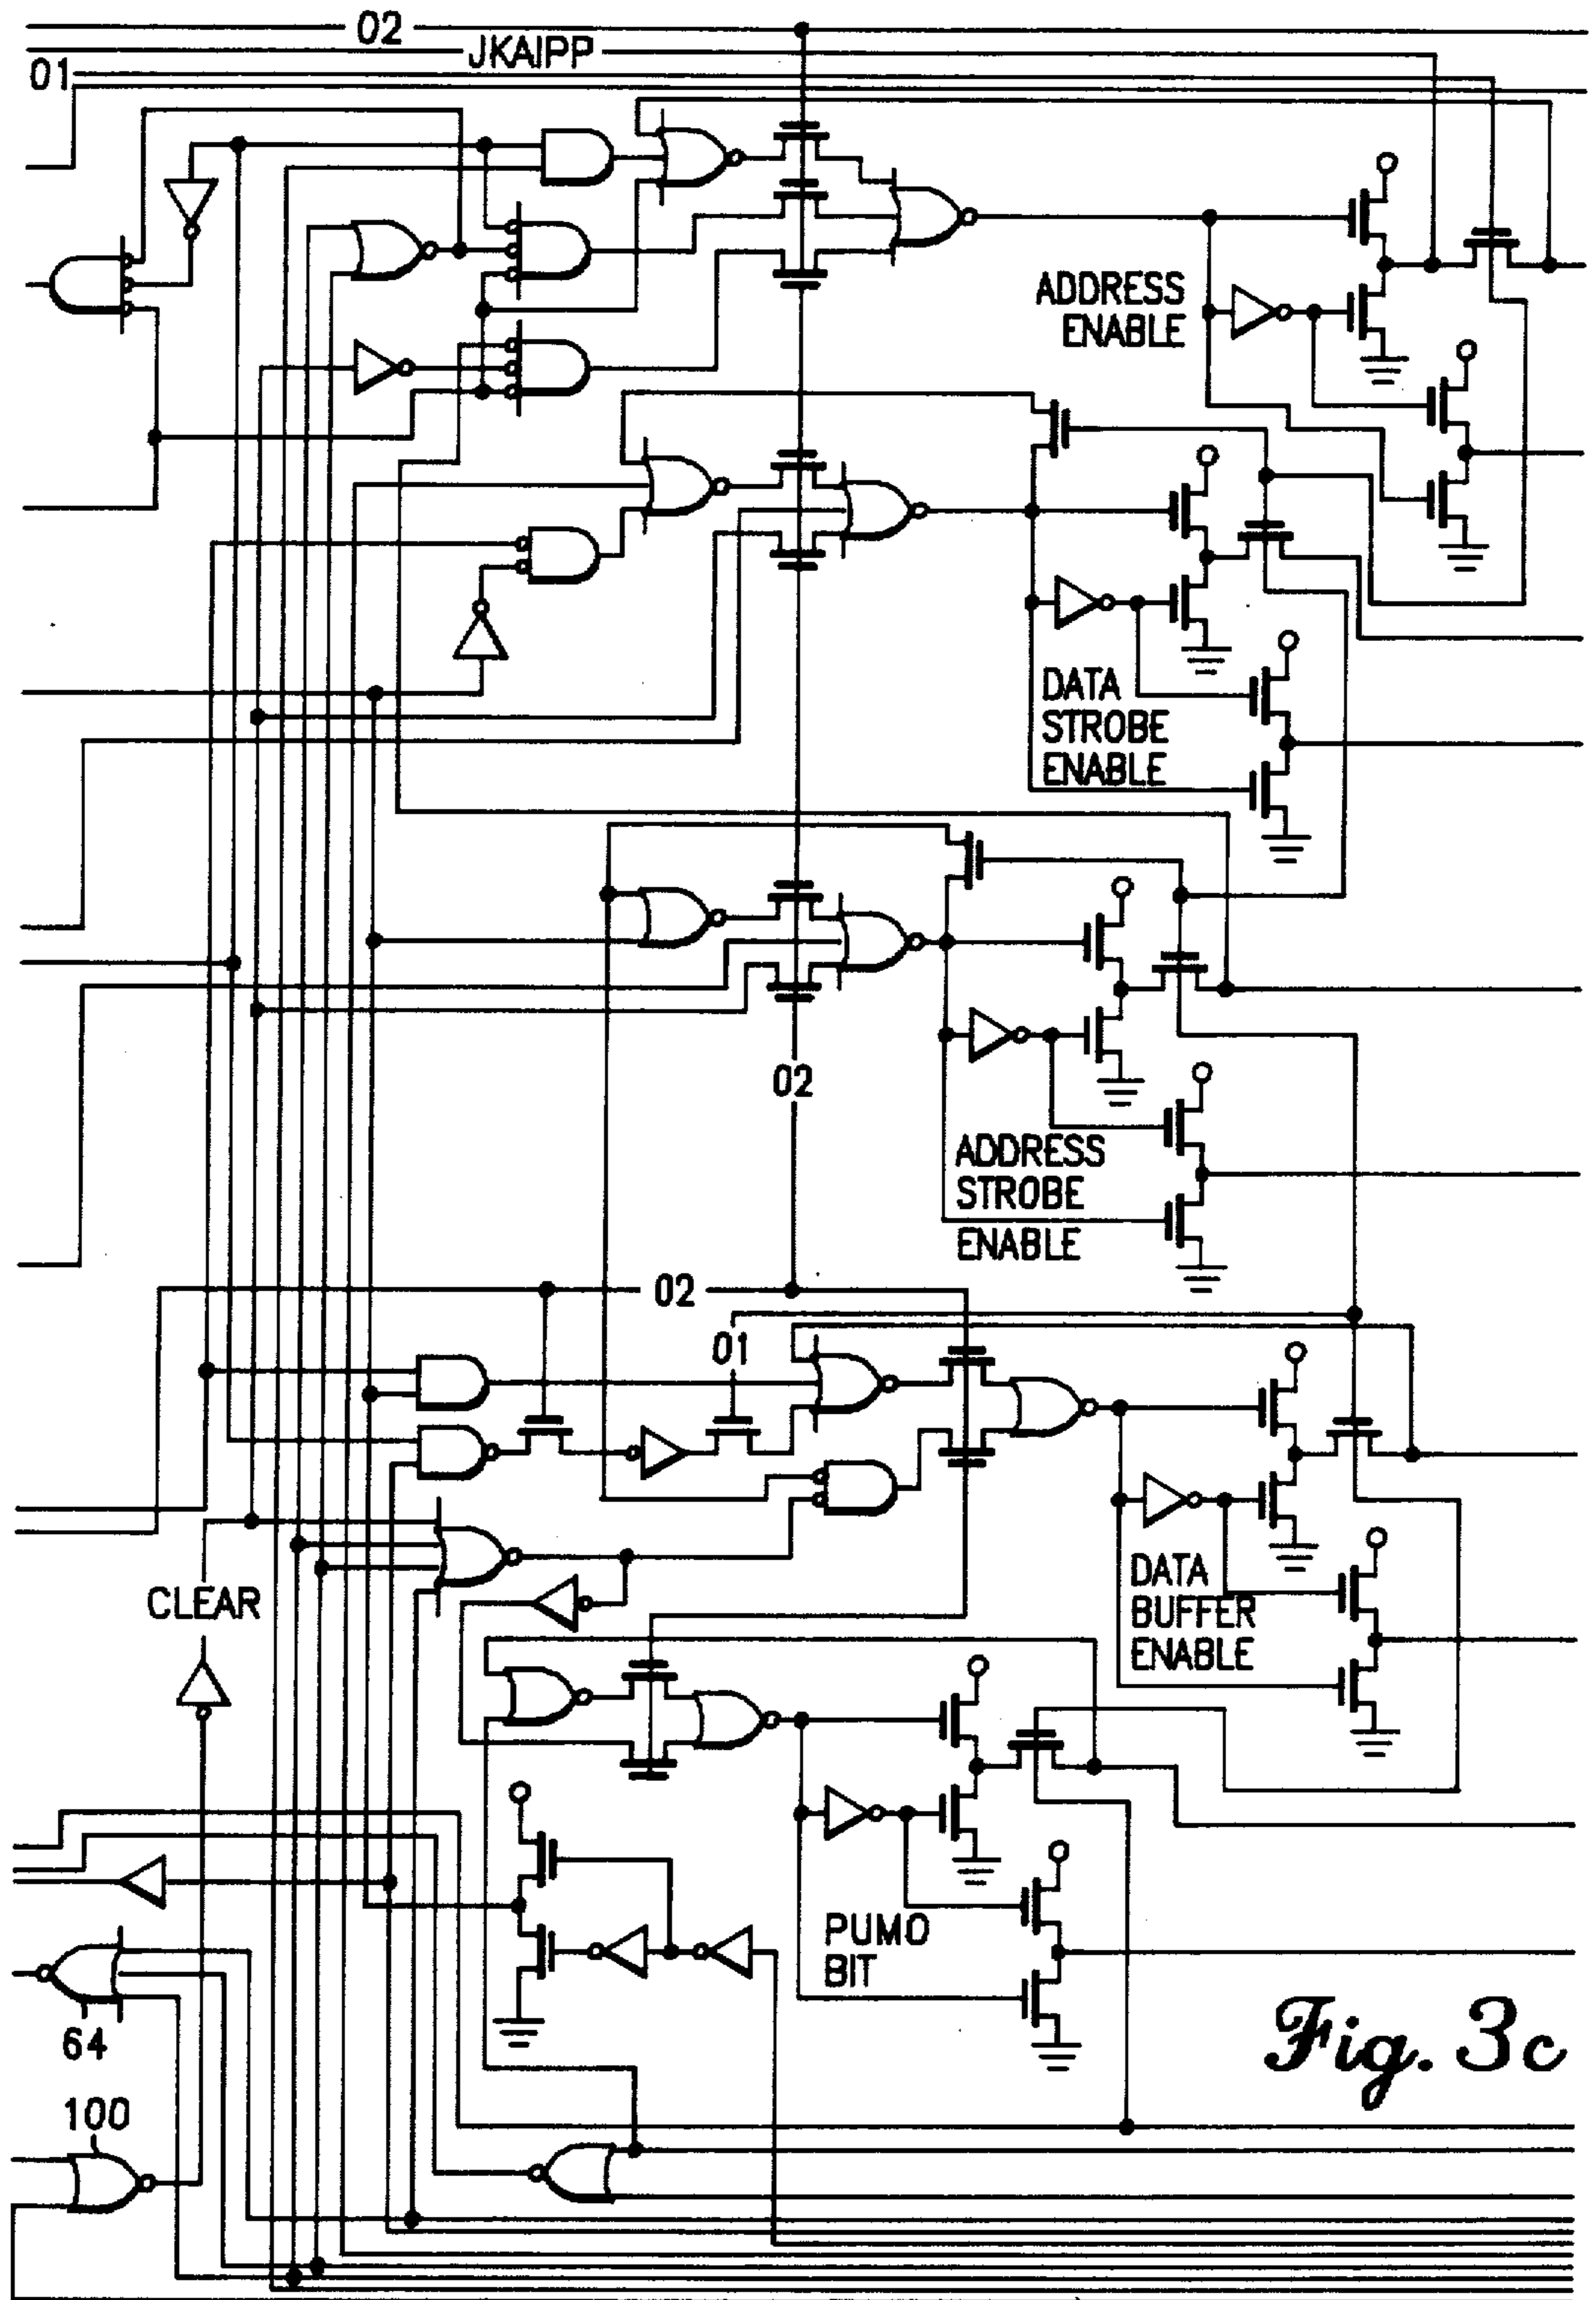 02
JKAIPP
01
ADDRESS
ENABLE
DATA
STROBE
ENABLE
02
ADDRESS
STROBE
ENABLE
02
01
CLEAR
DATA
BUFFER
ENABLE
PUMO
BIT
64
100
Fig. 3c